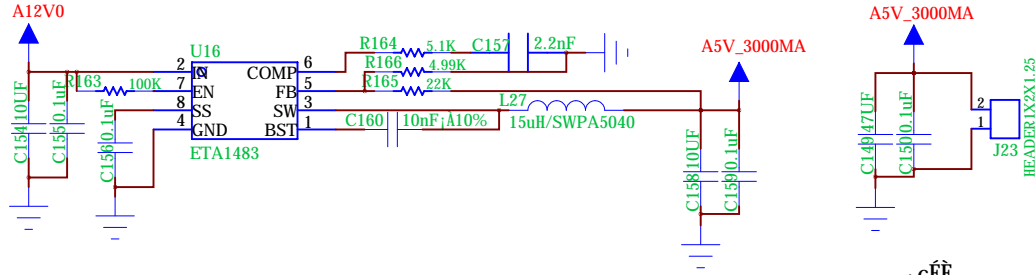 A12V0
U16
2 IN
7 EN
8 SS
4 GND
COMP 6
FB 5
SW 3
BST 1
ETA1483
R163 100K
C154 10UF
C155 0.1uF
C156 0.1uF
R164 5.1K
C157 2.2nF
R166 4.99K
R165 22K
C160 10nF¡À10%
L27
15uH/SWPA5040
A5V_3000MA
C158 10UF
C159 0.1uF
A5V_3000MA
C149 47UF
C150 0.1uF
2
1
J23
HEADER1X2PX1.25